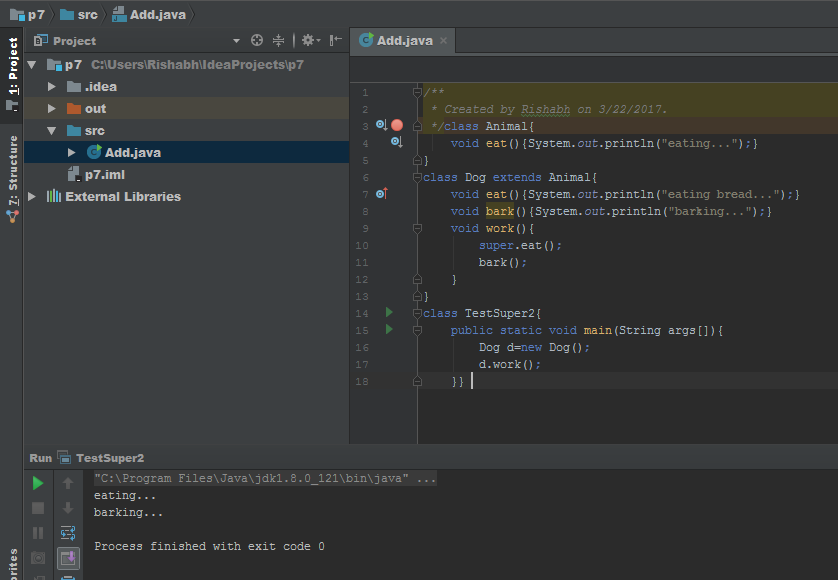 p7 src Add.java
1: Project
Project
Add.java
p7 C:\Users\Rishabh\IdeaProjects\p7
.idea
out
src
Add.java
p7.iml
External Libraries
7: Structure
1 /**
2 * Created by Rishabh on 3/22/2017.
3 */class Animal{
4 void eat(){System.out.println("eating...");}
5 }
6 class Dog extends Animal{
7 void eat(){System.out.println("eating bread...");}
8 void bark(){System.out.println("barking...");}
9 void work(){
10 super.eat();
11 bark();
12 }
13 }
14 class TestSuper2{
15 public static void main(String args[]){
16 Dog d=new Dog();
17 d.work();
18 }}
Run TestSuper2
"C:\Program Files\Java\jdk1.8.0_121\bin\java" ...
eating...
barking...
Process finished with exit code 0